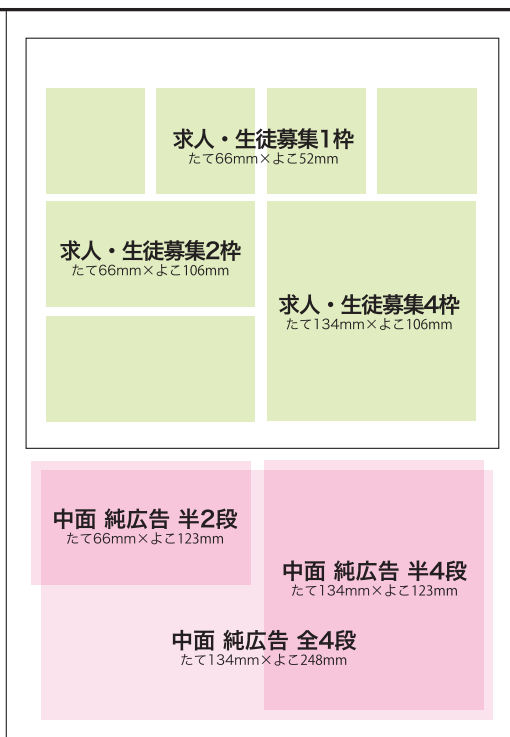 求人・生徒募集1枠
たて66mm×よこ52mm
求人・生徒募集2枠
たて66mm×よこ106mm
求人・生徒募集4枠
たて134mm×よこ106mm
中面 純広告 半2段
たて66mm×よこ123mm
中面 純広告 半4段
たて134mm×よこ123mm
中面 純広告 全4段
たて134mm×よこ248mm